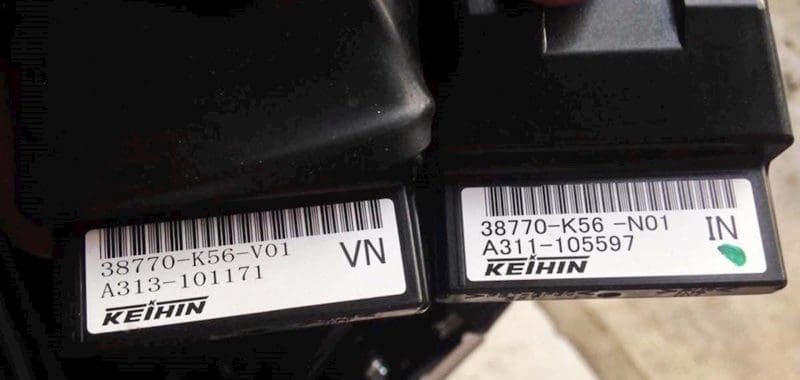 38770-K56-V01
A313-101171
VN
KEIHIN
38770-K56 -N01
A311-105597
IN
KEIHIN